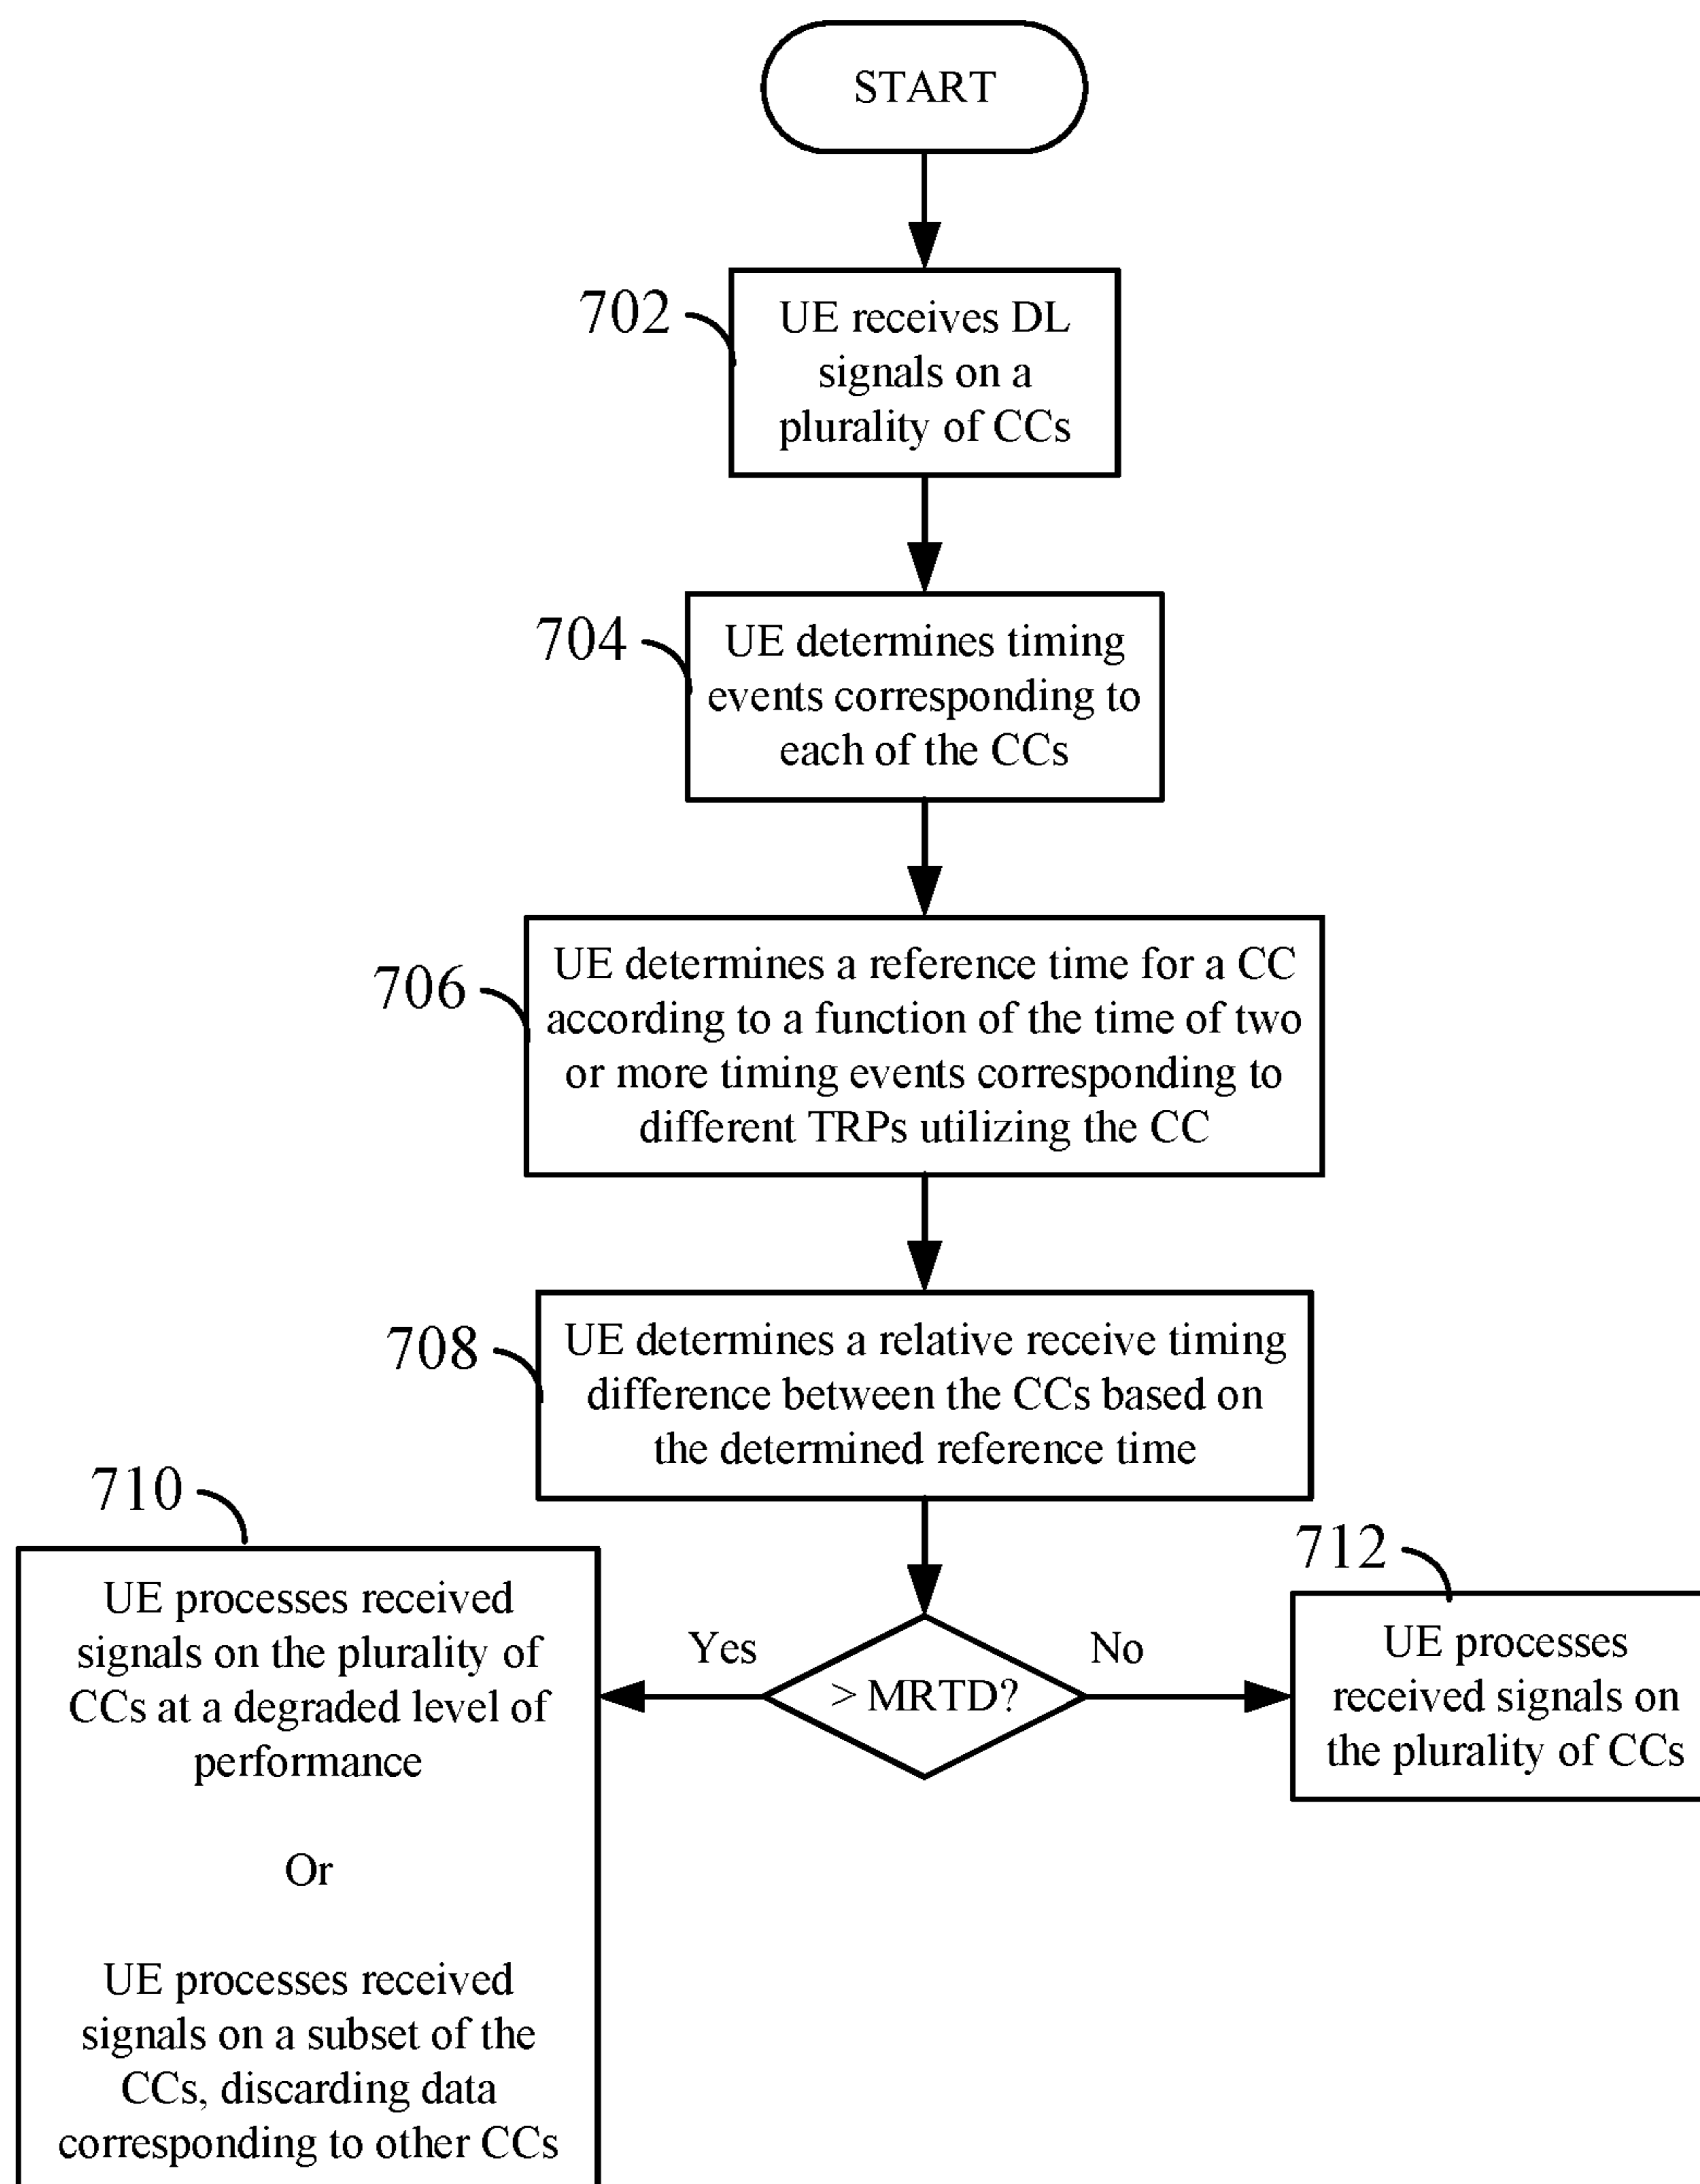 START
702
UE receives DL
signals on a
plurality of CCs
704
UE determines timing
events corresponding to
each of the CCs
706
UE determines a reference time for a CC
according to a function of the time of two
or more timing events corresponding to
different TRPs utilizing the CC
708
UE determines a relative receive timing
difference between the CCs based on
the determined reference time
710
UE processes received
signals on the plurality of
CCs at a degraded level of
performance
Or
UE processes received
signals on a subset of the
CCs, discarding data
corresponding to other CCs
Yes
> MRTD?
No
712
UE processes
received signals on
the plurality of CCs